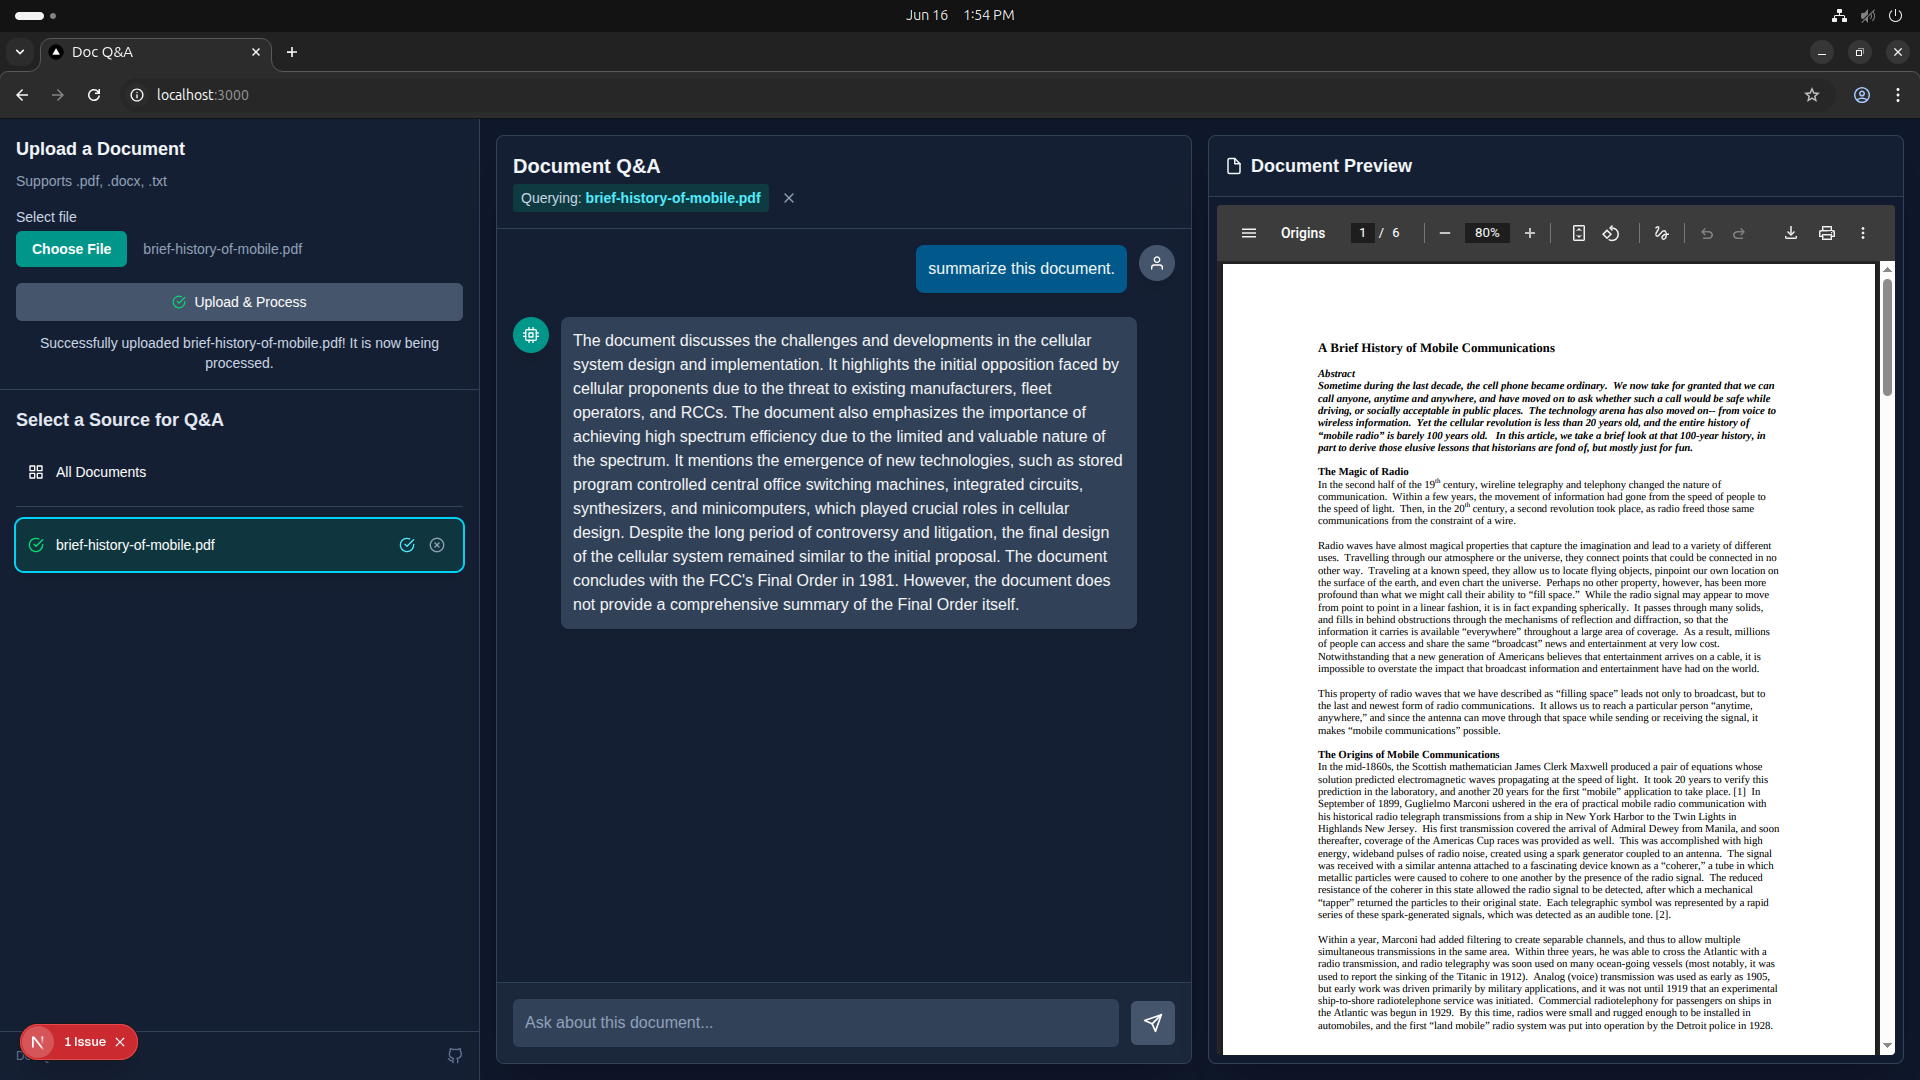 Jun 16 1:54 PM
Doc Q&A
localhost:3000
Upload a Document
Supports .pdf, .docx, .txt
Select file
Choose File brief-history-of-mobile.pdf
Upload & Process
Successfully uploaded brief-history-of-mobile.pdf! It is now being
processed.
Select a Source for Q&A
All Documents
brief-history-of-mobile.pdf
N 1 Issue
Document Q&A
Querying: brief-history-of-mobile.pdf
summarize this document.
The document discusses the challenges and developments in the cellular
system design and implementation. It highlights the initial opposition faced by
cellular proponents due to the threat to existing manufacturers, fleet
operators, and RCCs. The document also emphasizes the importance of
achieving high spectrum efficiency due to the limited and valuable nature of
the spectrum. It mentions the emergence of new technologies, such as stored
program controlled central office switching machines, integrated circuits,
synthesizers, and minicomputers, which played crucial roles in cellular
design. Despite the long period of controversy and litigation, the final design
of the cellular system remained similar to the initial proposal. The document
concludes with the FCC's Final Order in 1981. However, the document does
not provide a comprehensive summary of the Final Order itself.
Ask about this document...
Document Preview
Origins 1 / 6 80%
A Brief History of Mobile Communications
Abstract
Sometime during the last decade, the cell phone became ordinary. We now take for granted that we can
call anyone, anytime and anywhere, and have moved on to ask whether such a call would be safe while
driving, or socially acceptable in public places. The technology arena has also moved on-- from voice to
wireless information. Yet the cellular revolution is less than 20 years old, and the entire history of
“mobile radio” is barely 100 years old. In this article, we take a brief look at that 100-year history, in
part to derive those elusive lessons that historians are fond of, but mostly just for fun.
The Magic of Radio
In the second half of the 19th century, wireline telegraphy and telephony changed the nature of
communication. Within a few years, the movement of information had gone from the speed of people to
the speed of light. Then, in the 20th century, a second revolution took place, as radio freed those same
communications from the constraint of a wire.
Radio waves have almost magical properties that capture the imagination and lead to a variety of different
uses. Travelling through our atmosphere or the universe, they connect points that could be connected in no
other way. Traveling at a known speed, they allow us to locate flying objects, pinpoint our own location on
the surface of the earth, and even chart the universe. Perhaps no other property, however, has been more
profound than what we might call their ability to “fill space.” While the radio signal may appear to move
from point to point in a linear fashion, it is in fact expanding spherically. It passes through many solids,
and fills in behind obstructions through the mechanisms of reflection and diffraction, so that the
information it carries is available “everywhere” throughout a large area of coverage. As a result, millions
of people can access and share the same “broadcast” news and entertainment at very low cost.
Notwithstanding that a new generation of Americans believes that entertainment arrives on a cable, it is
impossible to overstate the impact that broadcast information and entertainment have had on the world.
This property of radio waves that we have described as “filling space” leads not only to broadcast, but to
the last and newest form of radio communications. It allows us to reach a particular person “anytime,
anywhere,” and since the antenna can move through that space while sending or receiving the signal, it
makes “mobile communications” possible.
The Origins of Mobile Communications
In the mid-1860s, the Scottish mathematician James Clerk Maxwell produced a pair of equations whose
solution predicted electromagnetic waves propagating at the speed of light. It took 20 years to verify this
prediction in the laboratory, and another 20 years for the first “mobile” application to take place. [1] In
September of 1899, Guglielmo Marconi ushered in the era of practical mobile radio communication with
his historical radio telegraph transmissions from a ship in New York Harbor to the Twin Lights in
Highlands New Jersey. His first transmission covered the arrival of Admiral Dewey from Manila, and soon
thereafter, coverage of the Americas Cup races was provided as well. This was accomplished with high
energy, wideband pulses of radio noise, created using a spark generator coupled to an antenna. The signal
was received with a similar antenna attached to a fascinating device known as a “coherer,” a tube in which
metallic particles were caused to cohere to one another by the presence of the radio signal. The reduced
resistance of the coherer in this state allowed the radio signal to be detected, after which a mechanical
“tapper” returned the particles to their original state. Each telegraphic symbol was represented by a rapid
series of these spark-generated signals, which was detected as an audible tone. [2].
Within a year, Marconi had added filtering to create separable channels, and thus to allow multiple
simultaneous transmissions in the same area. Within three years, he was able to cross the Atlantic with a
radio transmission, and radio telegraphy was soon used on many ocean-going vessels (most notably, it was
used to report the sinking of the Titanic in 1912). Analog (voice) transmission was used as early as 1905,
but early work was driven primarily by military applications, and it was not until 1919 that an experimental
ship-to-shore radiotelephone service was initiated. Commercial radiotelephony for passengers on ships in
the Atlantic was begun in 1929. By this time, radios were small and rugged enough to be installed in
automobiles, and the first “land mobile” radio system was put into operation by the Detroit police in 1928.